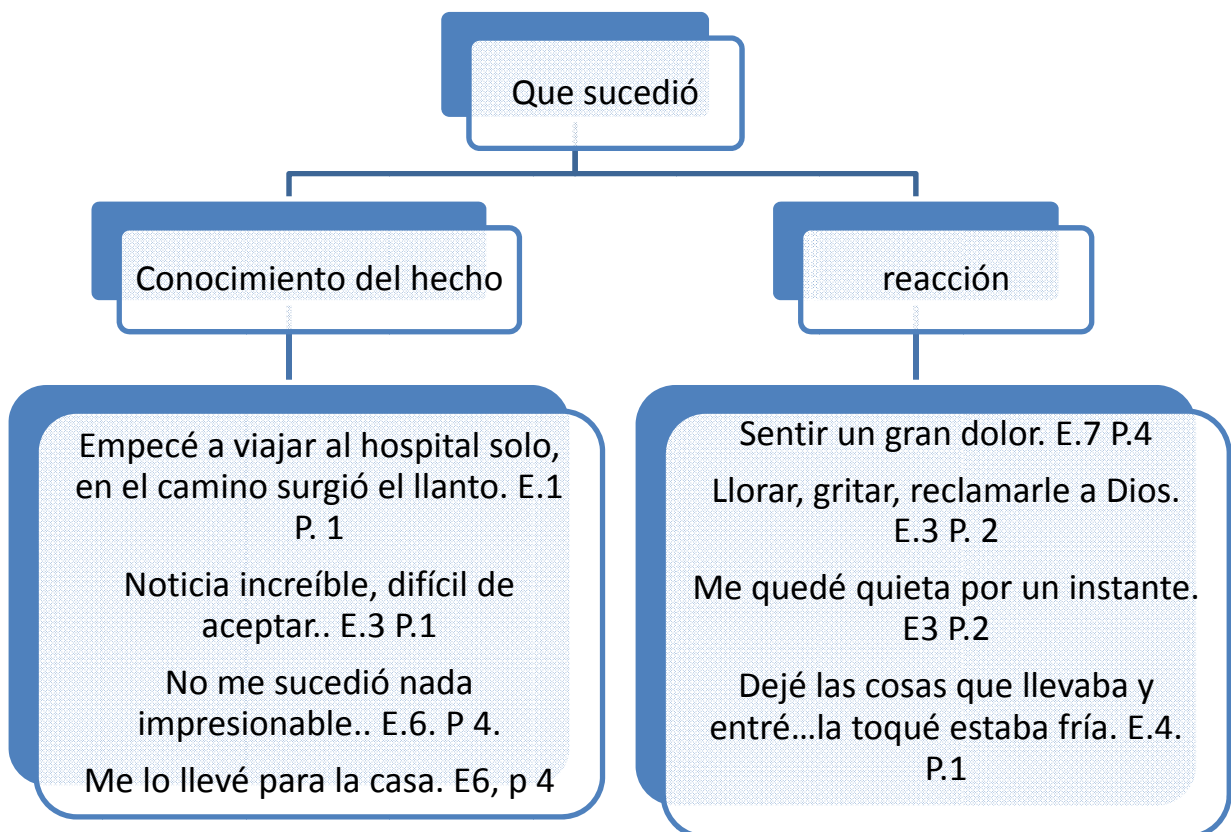 Que sucedió
Conocimiento del hecho
reacción
Empecé a viajar al hospital solo,
en el camino surgió el llanto. E.1
P. 1
Noticia increíble, difícil de
aceptar.. E.3 P.1
No me sucedió nada
impresionable.. E.6. P 4.
Me lo llevé para la casa. E6, p 4
Sentir un gran dolor. E.7 P.4
Llorar, gritar, reclamarle a Dios.
E.3 P. 2
Me quedé quieta por un instante.
E3 P.2
Dejé las cosas que llevaba y
entré...la toqué estaba fría. E.4.
P.1